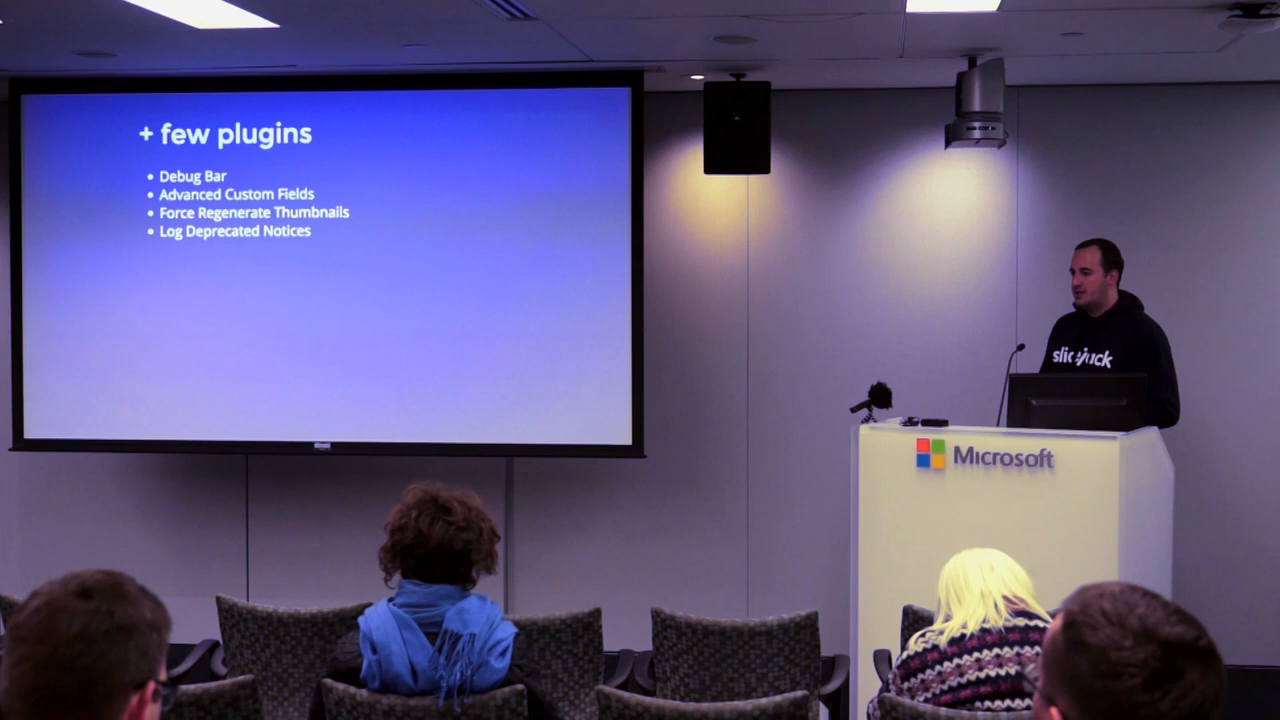 + few plugins
• Debug Bar
• Advanced Custom Fields
• Force Regenerate Thumbnails
• Log Deprecated Notices
Microsoft